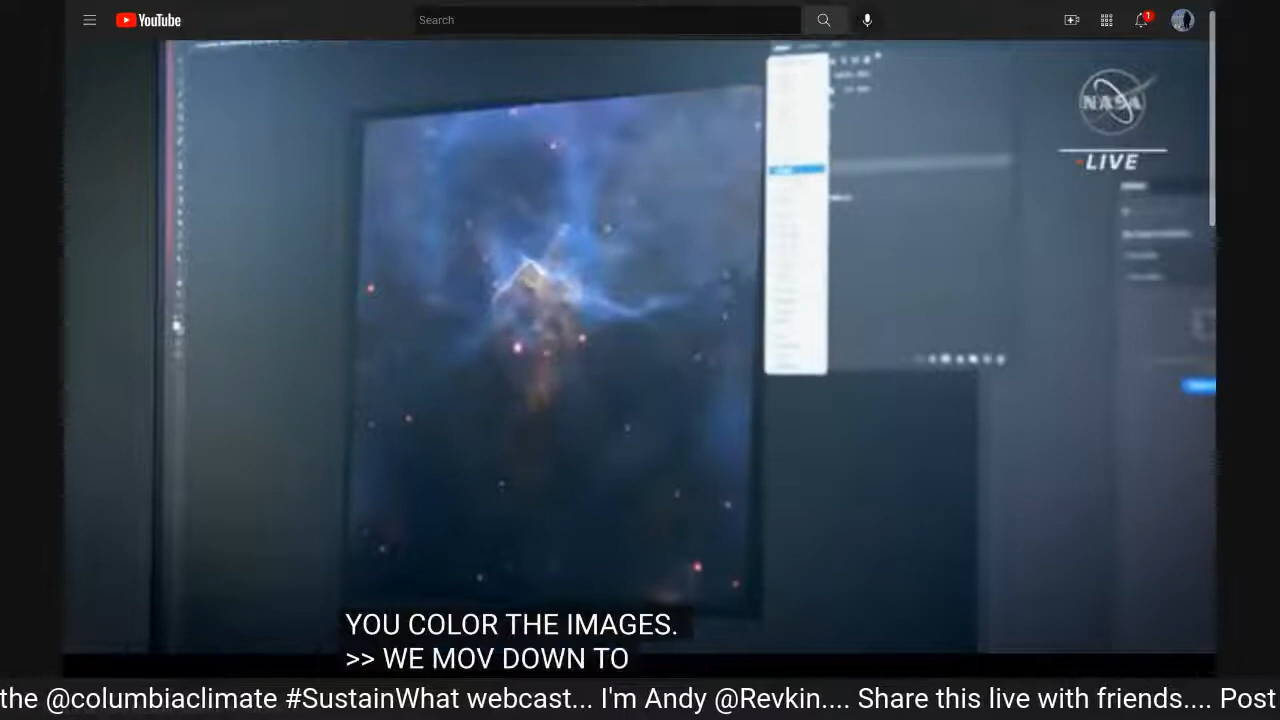 YouTube
Search
1
NASA
LIVE
YOU COLOR THE IMAGES.
>> WE MOV DOWN TO
the @columbiaclimate #SustainWhat webcast... I'm Andy @Revkin.... Share this live with friends.... Post